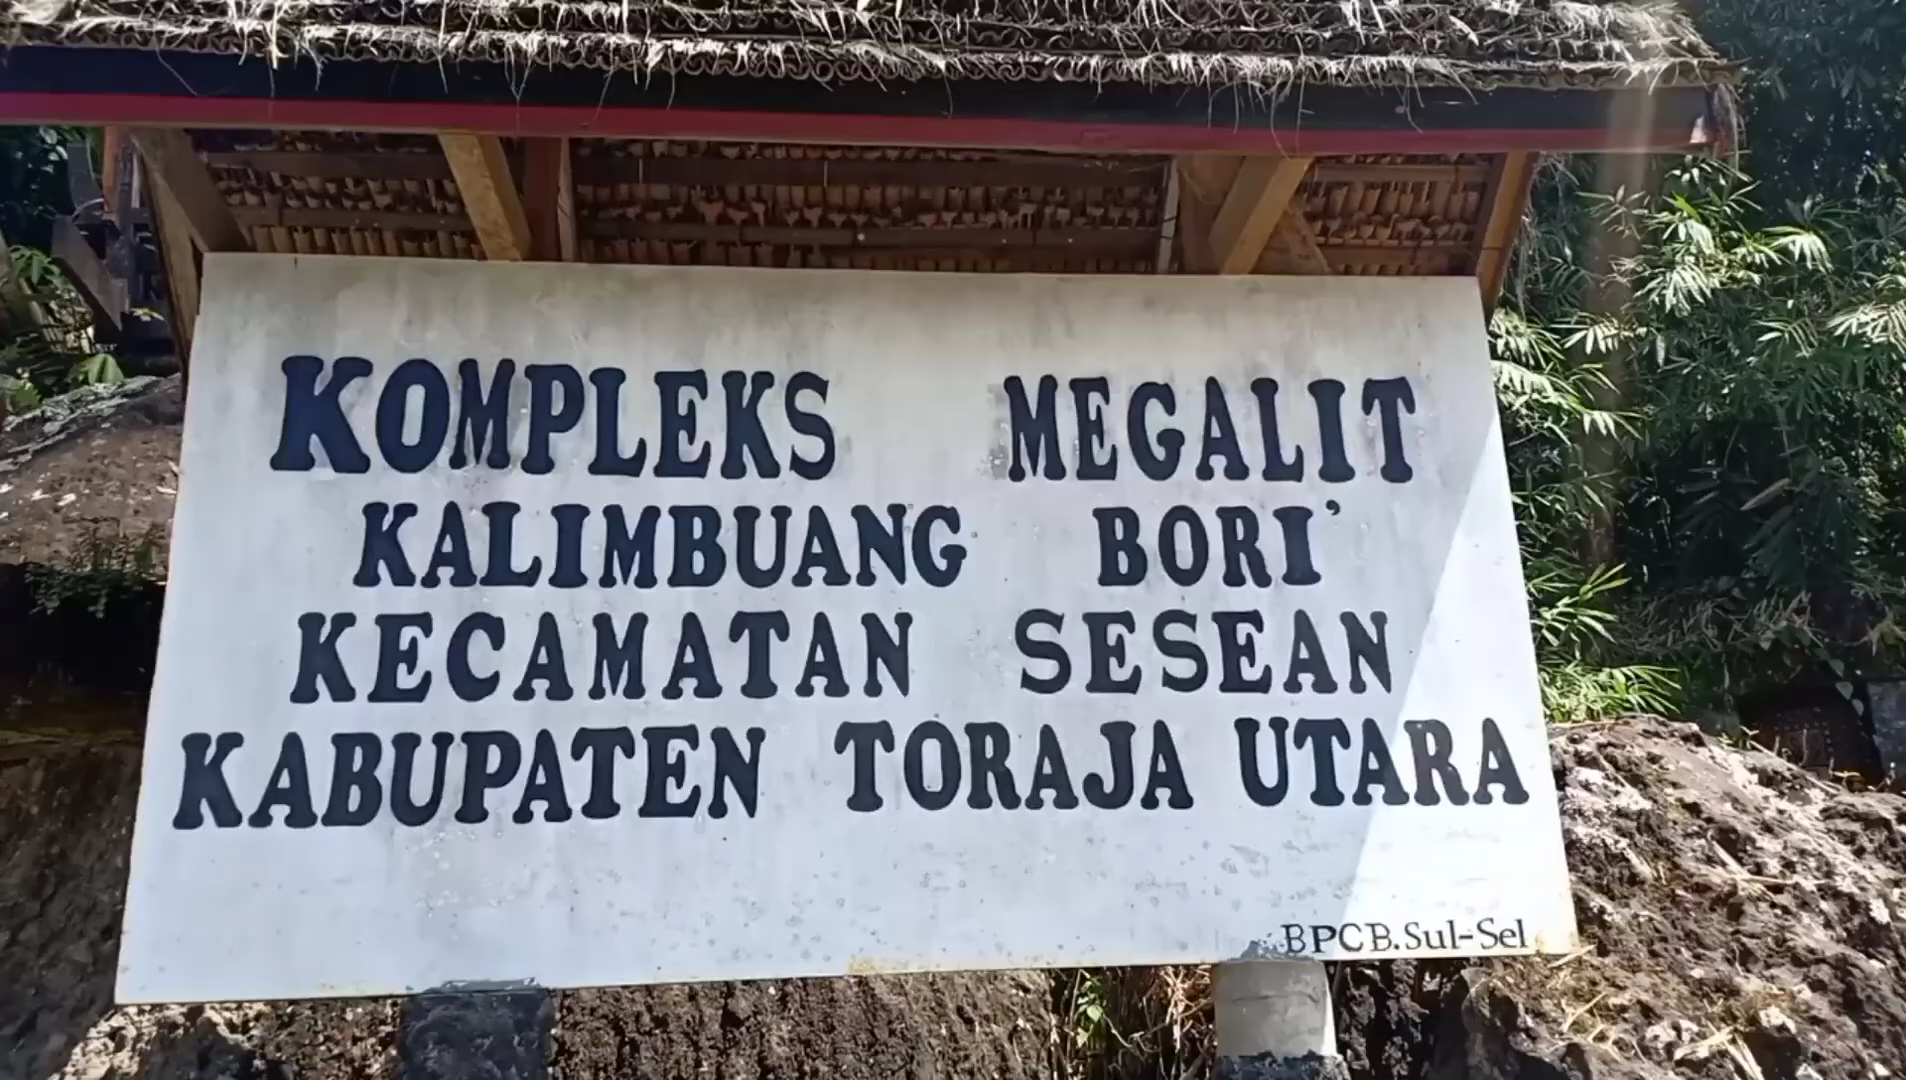 KOMPLEKS MEGALIT
KALIMBUANG BORI'
KECAMATAN SESEAN
KABUPATEN TORAJA UTARA
BPCB.Sul-Sel